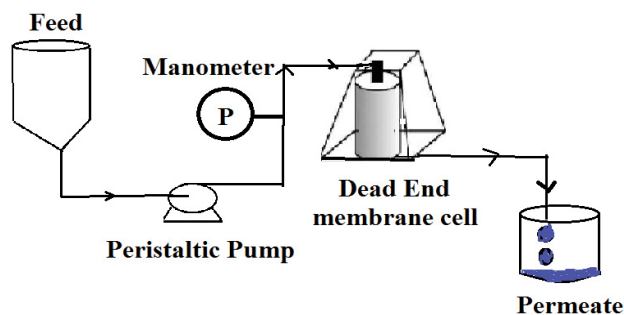 Feed
Manometer
P
Peristaltic Pump
Dead End
membrane cell
Permeate